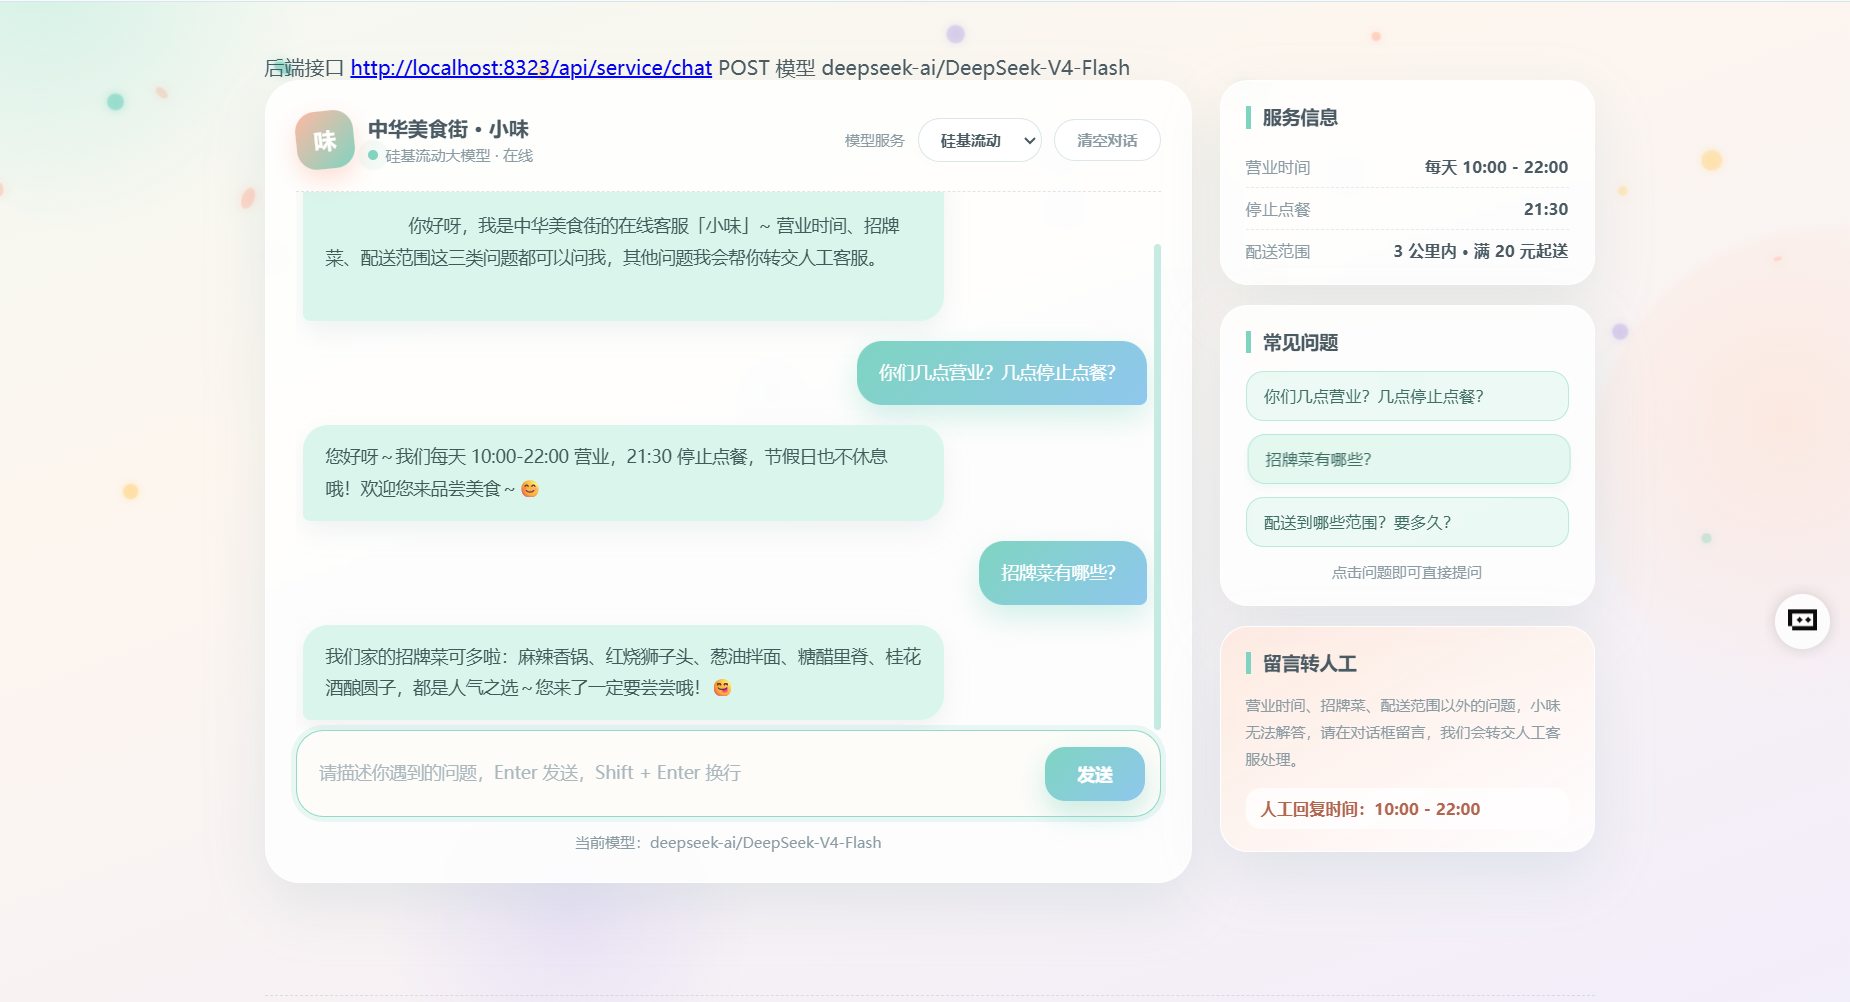 后端接口 http://localhost:8323/api/service/chat POST 模型 deepseek-ai/DeepSeek-V4-Flash
味
中华美食街 • 小味
硅基流动大模型 · 在线
模型服务
硅基流动
清空对话
你好呀，我是中华美食街的在线客服「小味」~ 营业时间、招牌
菜、配送范围这三类问题都可以问我，其他问题我会帮你转交人工客服。
你们几点营业？几点停止点餐？
您好呀～我们每天 10:00-22:00 营业，21:30 停止点餐，节假日也不休息
哦！欢迎您来品尝美食～😊
招牌菜有哪些？
我们家的招牌菜可多啦：麻辣香锅、红烧狮子头、葱油拌面、糖醋里脊、桂花
酒酿圆子，都是人气之选～您来了一定要尝尝哦！😋
请描述你遇到的问题，Enter 发送，Shift + Enter 换行
发送
当前模型：deepseek-ai/DeepSeek-V4-Flash
服务信息
营业时间
每天 10:00 - 22:00
停止点餐
21:30
配送范围
3 公里内 • 满 20 元起送
常见问题
你们几点营业？几点停止点餐？
招牌菜有哪些？
配送到哪些范围？要多久？
点击问题即可直接提问
留言转人工
营业时间、招牌菜、配送范围以外的问题，小味
无法解答，请在对话框留言，我们会转交人工客
服处理。
人工回复时间：10:00 - 22:00